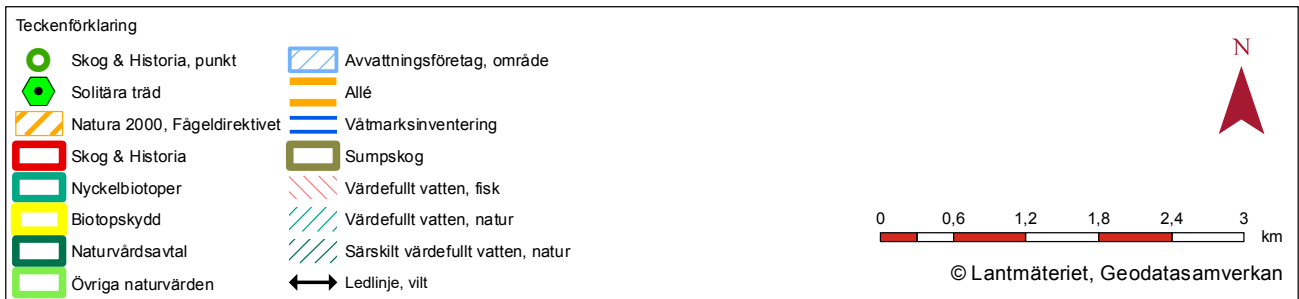 Teckenförklaring
Skog & Historia, punkt
Solitära träd
Natura 2000, Fågeldirektivet
Skog & Historia
Nyckelbiotoper
Biotopskydd
Naturvårdsavtal
Övriga naturvärden
Avvattningsföretag, område
Allé
Våtmarksinventering
Sumpskog
Värdefullt vatten, fisk
Värdefullt vatten, natur
Särskilt värdefullt vatten, natur
Ledlinje, vilt
N
0 0,6 1,2 1,8 2,4 3
km
© Lantmäteriet, Geodatasamverkan